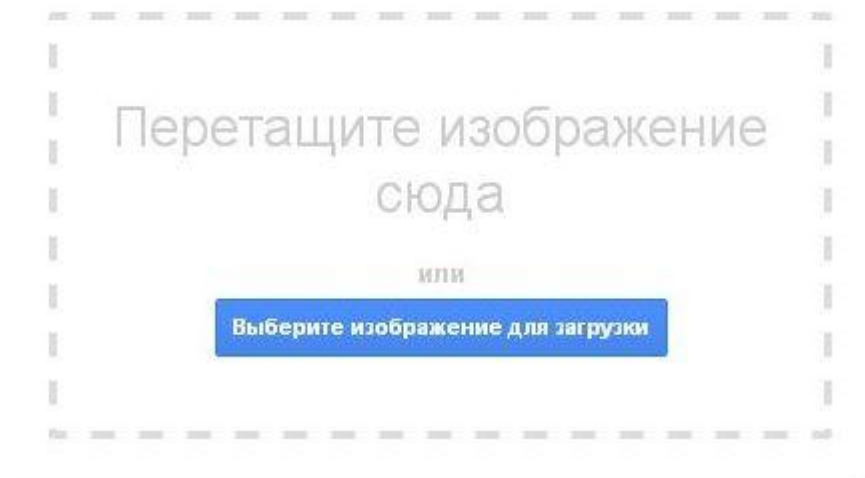 Перетащите изображение
сюда
или
Выберите изображение для загрузки